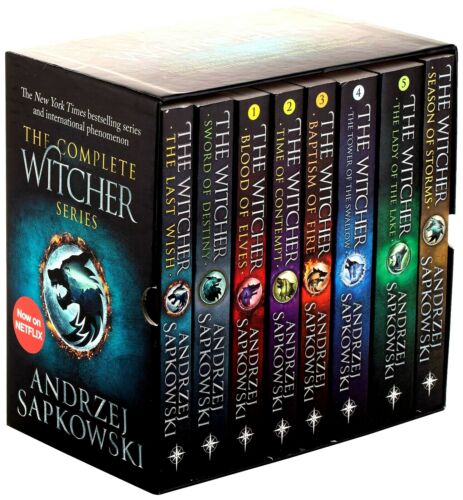 The New York Times bestselling series
and international phenomenon
THE COMPLETE
WITCHER
SERIES
Now on
NETFLIX
ANDRZEJ
SAPKOWSKI
THE WITCHER
· THE LAST WISH ·
ANDRZEJ
SAPKOWSKI
THE WITCHER
SWORD OF DESTINY
ANDRZEJ
SAPKOWSKI
1
THE WITCHER
· BLOOD OF ELVES ·
ANDRZEJ
SAPKOWSKI
2
THE WITCHER
· TIME OF CONTEMPT ·
ANDRZEJ
SAPKOWSKI
3
THE WITCHER
· BAPTISM OF FIRE ·
ANDRZEJ
SAPKOWSKI
4
THE WITCHER
· THE TOWER OF THE SWALLOW ·
ANDRZEJ
SAPKOWSKI
5
THE WITCHER
· THE LADY OF THE LAKE ·
ANDRZEJ
SAPKOWSKI
THE WITCHER
· SEASON OF STORMS ·
ANDRZEJ
SAPKOWSKI